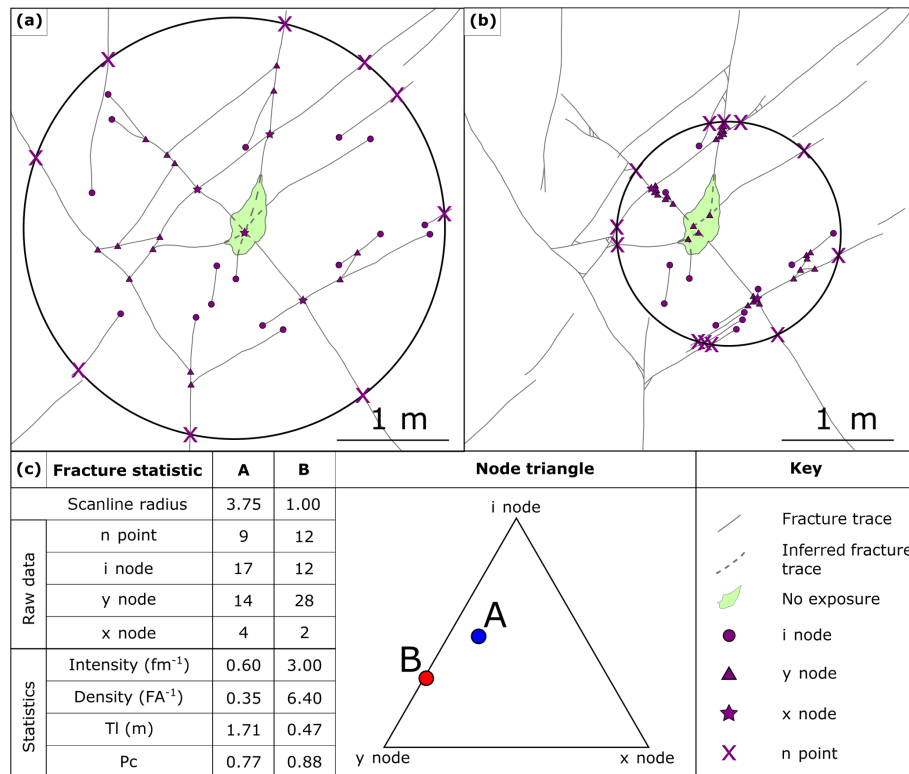 (a)
1 m
(b)
1 m
(c) Fracture statistic A B
Scanline radius 3.75 1.00
Raw data
n point 9 12
i node 17 12
y node 14 28
x node 4 2
Statistics
Intensity (fm⁻¹) 0.60 3.00
Density (FA⁻¹) 0.35 6.40
Tl (m) 1.71 0.47
Pc 0.77 0.88
Node triangle
i node
A
B
y node
x node
Key
Fracture trace
Inferred fracture
trace
No exposure
i node
y node
x node
n point